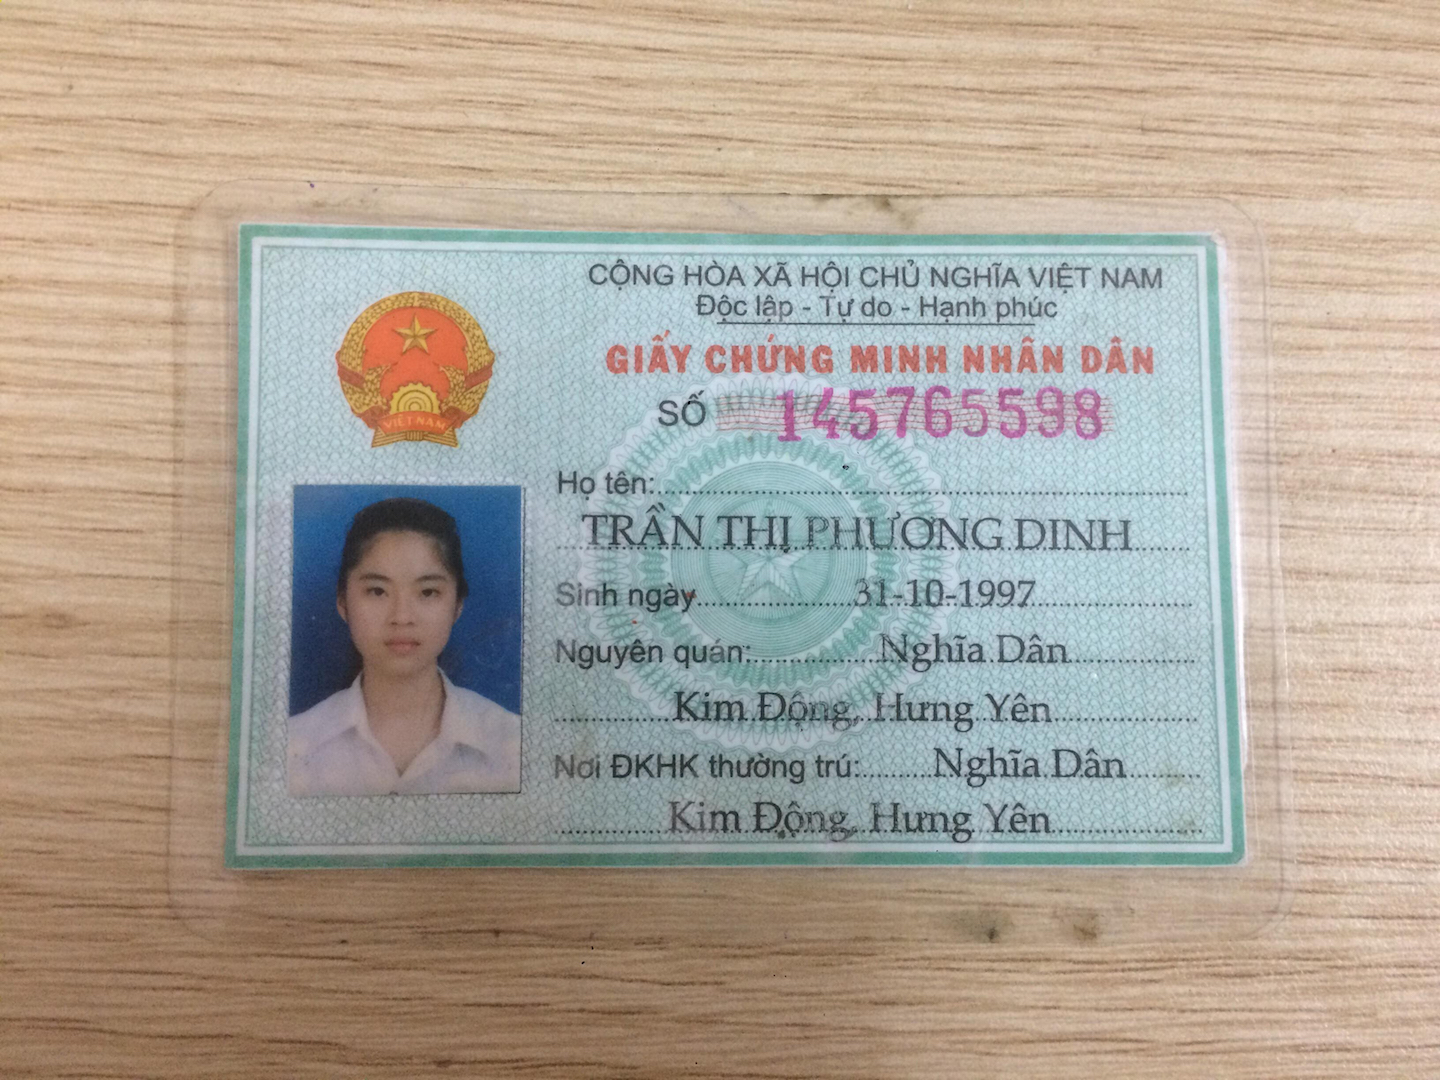 CỘNG HÒA XÃ HỘI CHỦ NGHĨA VIỆT NAM
Độc lập - Tự do - Hạnh phúc
GIẤY CHỨNG MINH NHÂN DÂN
SỐ 145765598
VIỆT NAM
Họ tên:
TRẦN THỊ PHƯƠNG DINH
Sinh ngày 31-10-1997
Nguyên quán: Nghĩa Dân
Kim Động, Hưng Yên
Nơi ĐKHK thường trú: Nghĩa Dân
Kim Động, Hưng Yên